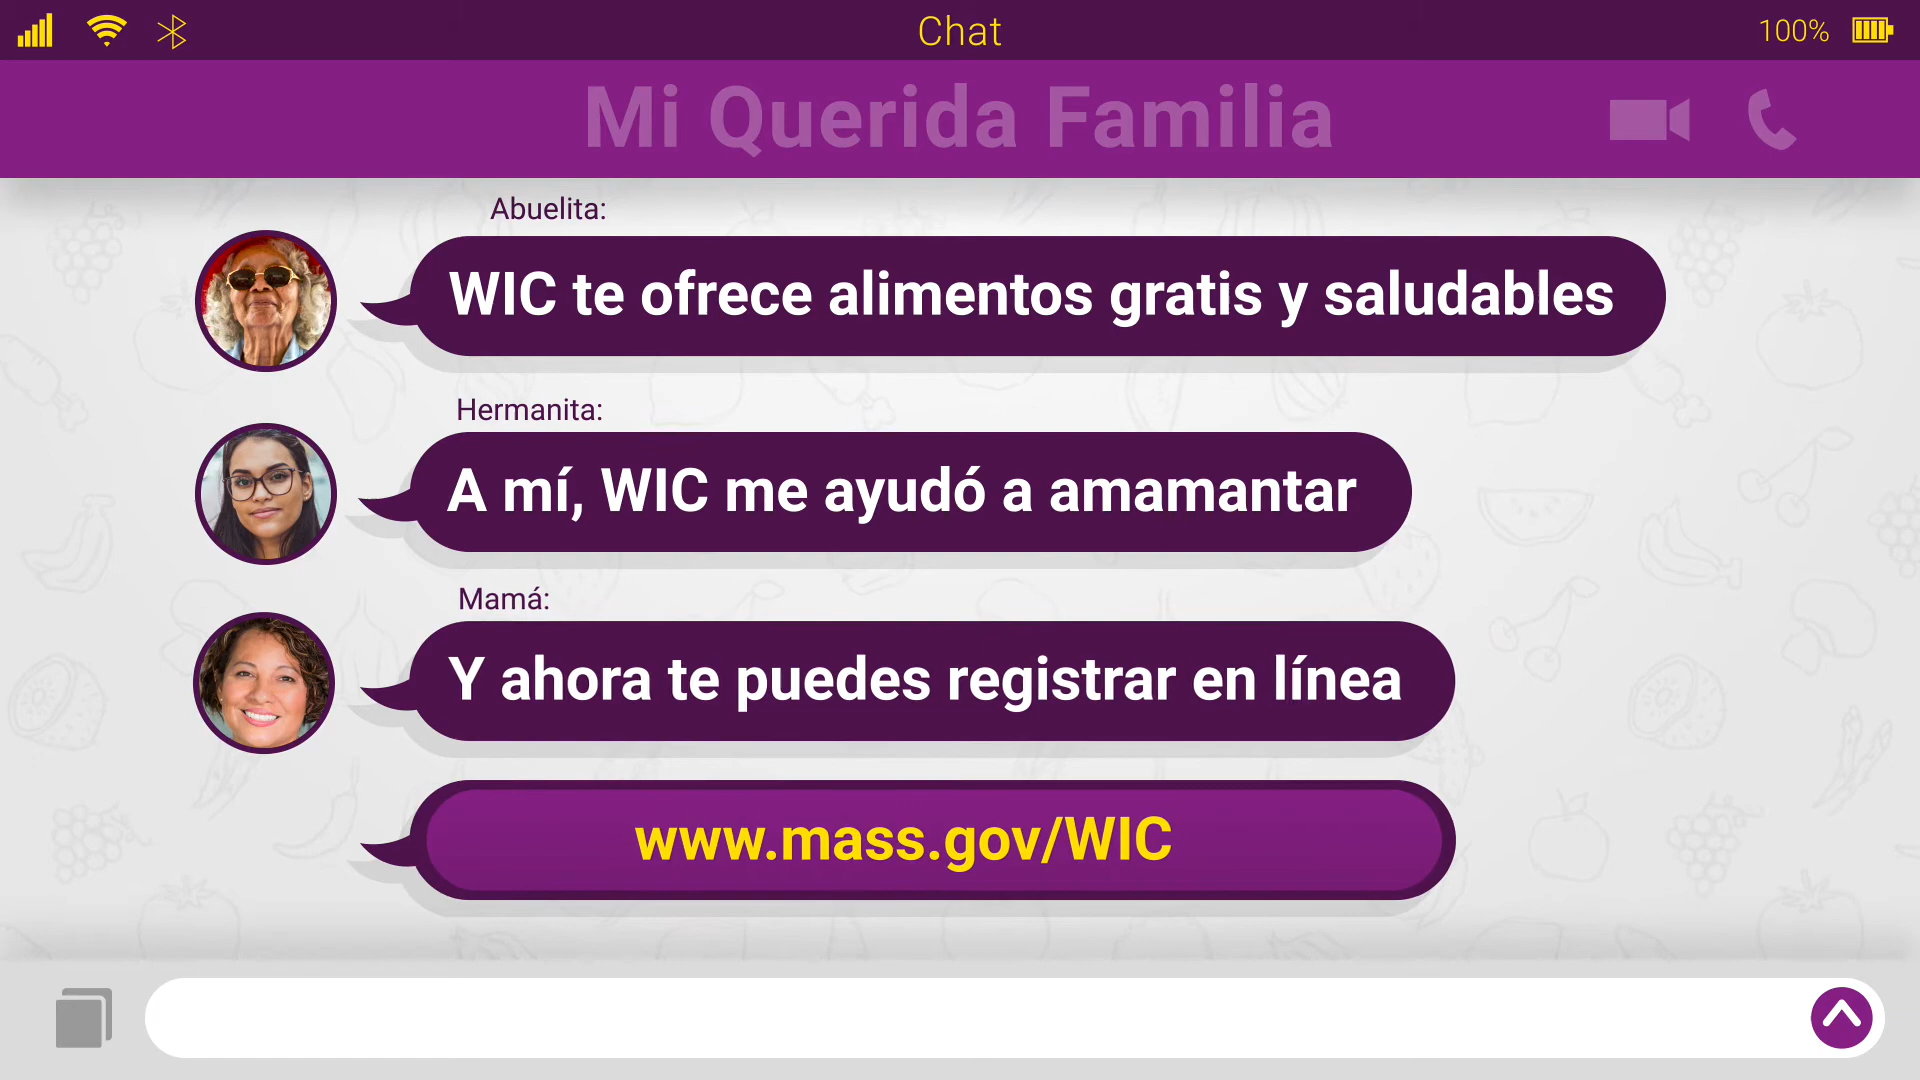 Chat
100%
Mi Querida Familia
Abuelita:
WIC te ofrece alimentos gratis y saludables
Hermanita:
A mí, WIC me ayudó a amamantar
Mamá:
Y ahora te puedes registrar en línea
www.mass.gov/WIC